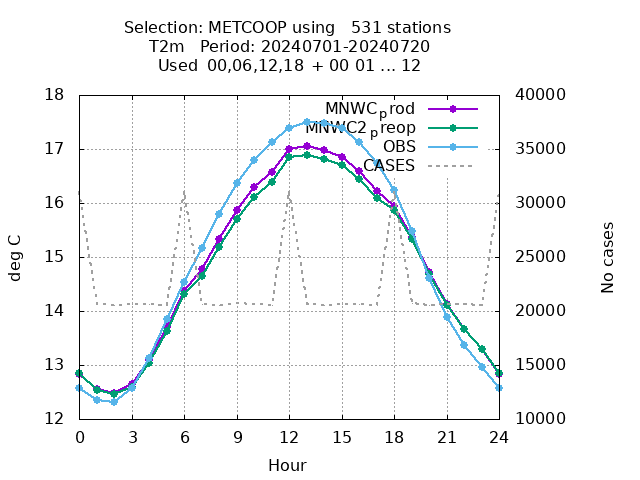 Selection: METCOOP using   531 stations
T2m   Period: 20240701-20240720
Used  00,06,12,18  + 00 01 ... 12
MNWC_prod
MNWC2_preop
OBS
CASES
18
17
16
15
14
13
12
40000
35000
30000
25000
20000
15000
10000
deg C
No cases
0 3 6 9 12 15 18 21 24
Hour